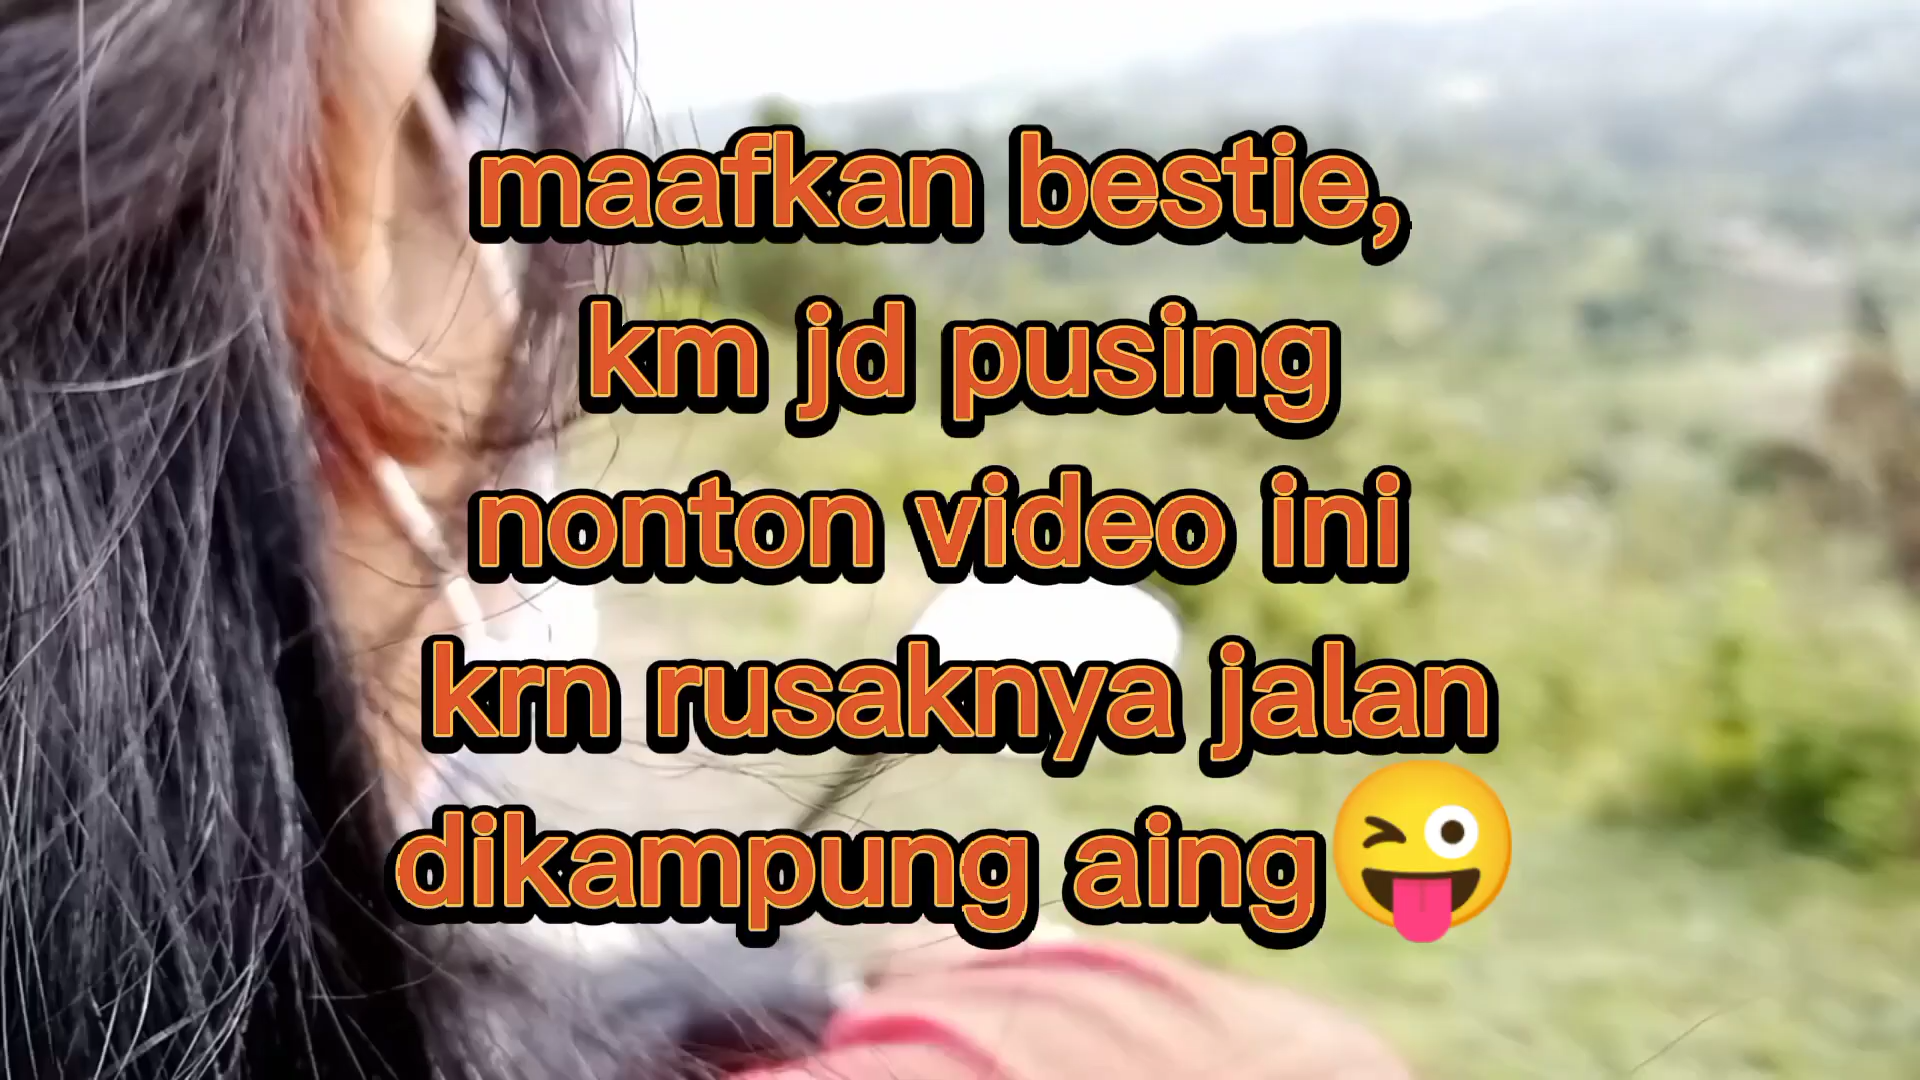 maafkan bestie,
km jd pusing
nonton video ini
krn rusaknya jalan
dikampung aing😜